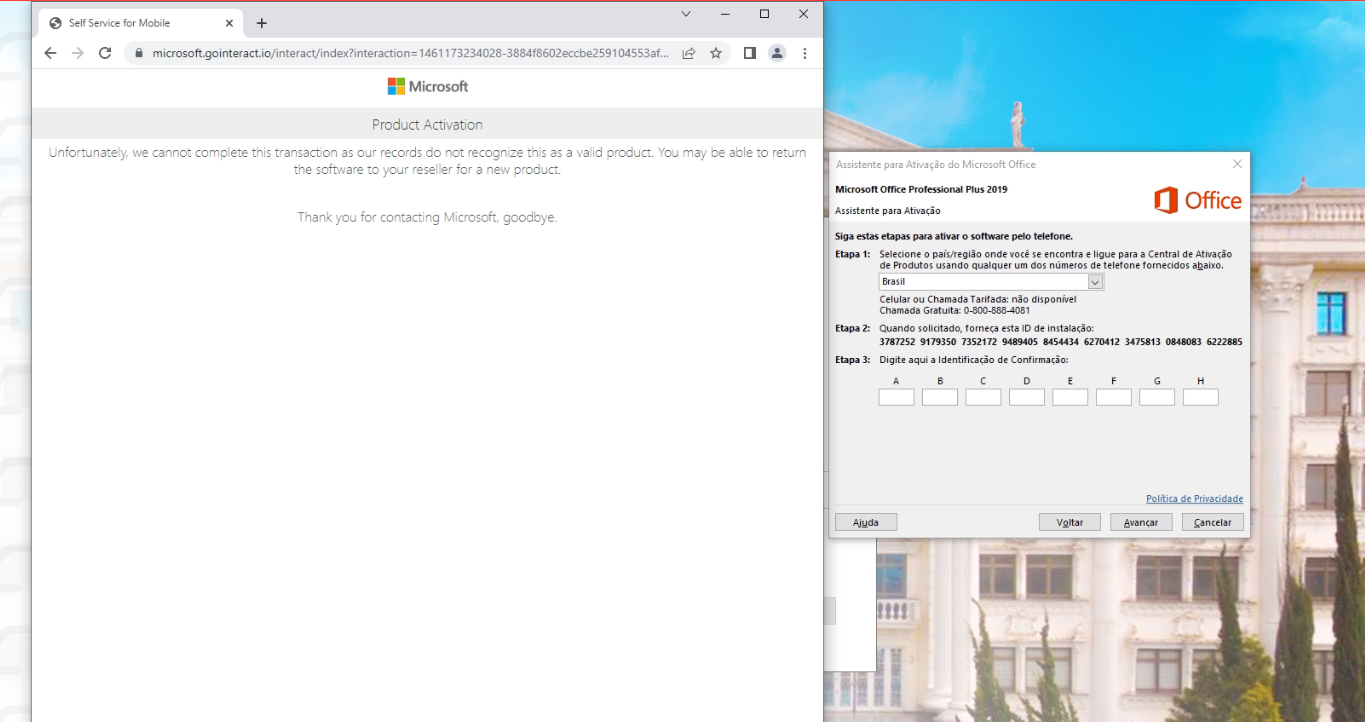 Self Service for Mobile
microsoft.gointeract.io/interact/index?interaction=1461173234028-3884f8602eccbe259104553af...
Microsoft
Product Activation
Unfortunately, we cannot complete this transaction as our records do not recognize this as a valid product. You may be able to return
the software to your reseller for a new product.
Thank you for contacting Microsoft, goodbye.
Assistente para Ativação do Microsoft Office
Microsoft Office Professional Plus 2019
Office
Assistente para Ativação
Siga estas etapas para ativar o software pelo telefone.
Etapa 1: Selecione o país/região onde você se encontra e ligue para a Central de Ativação
de Produtos usando qualquer um dos números de telefone fornecidos abaixo.
Brasil
Celular ou Chamada Tarifada: não disponível
Chamada Gratuita: 0-800-888-4081
Etapa 2: Quando solicitado, forneça esta ID de instalação:
3787252 9179350 7352172 9489405 8454434 6270412 3475813 0848083 6222885
Etapa 3: Digite aqui a Identificação de Confirmação:
A B C D E F G H
Política de Privacidade
Ajuda Voltar Avançar Cancelar